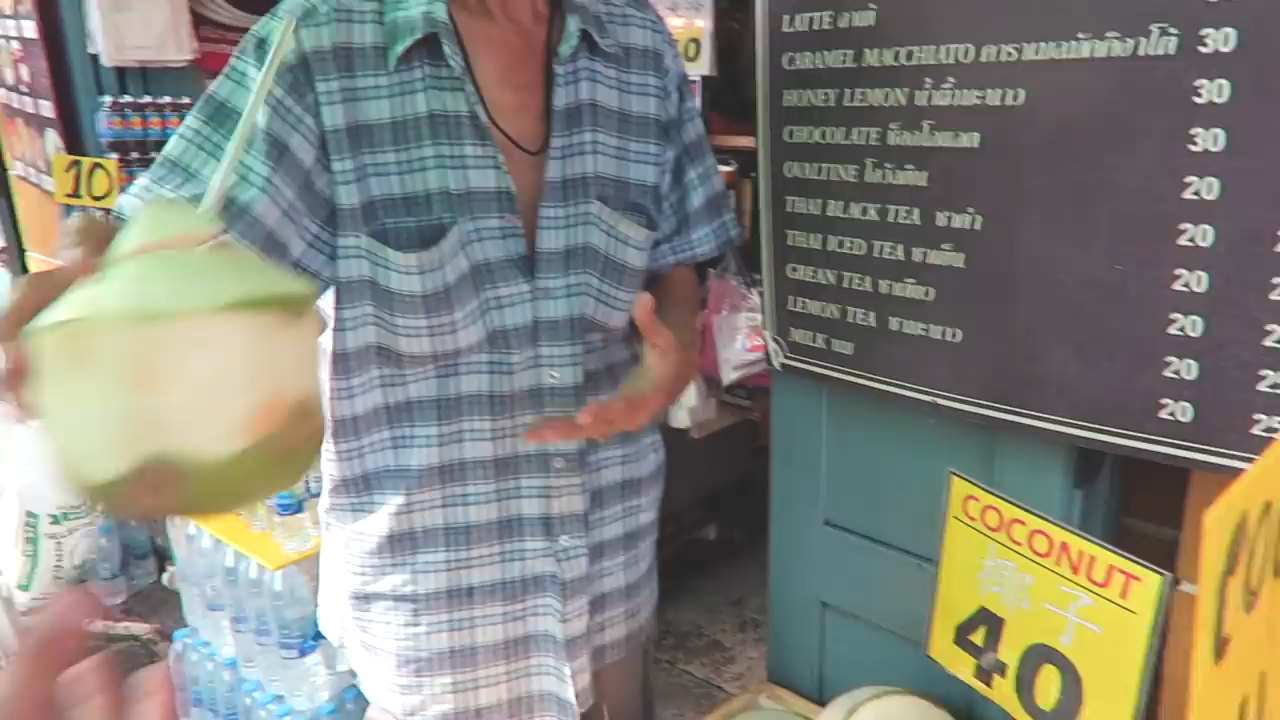 LATTE ลาเต้
CARAMEL MACCHIATO คาราเมลมัคคิอาโต้ 30
HONEY LEMON น้ำผึ้งมะนาว 30
CHOCOLATE ช็อคโกแลต 30
OVALTINE โอวัลติน 20
THAI BLACK TEA ชาดำ 20
THAI ICED TEA ชาเย็น 20
GREAN TEA ชาเขียว 20
LEMON TEA ชามะนาว 20
MILK นม 20
25
10
COCONUT
椰子
40